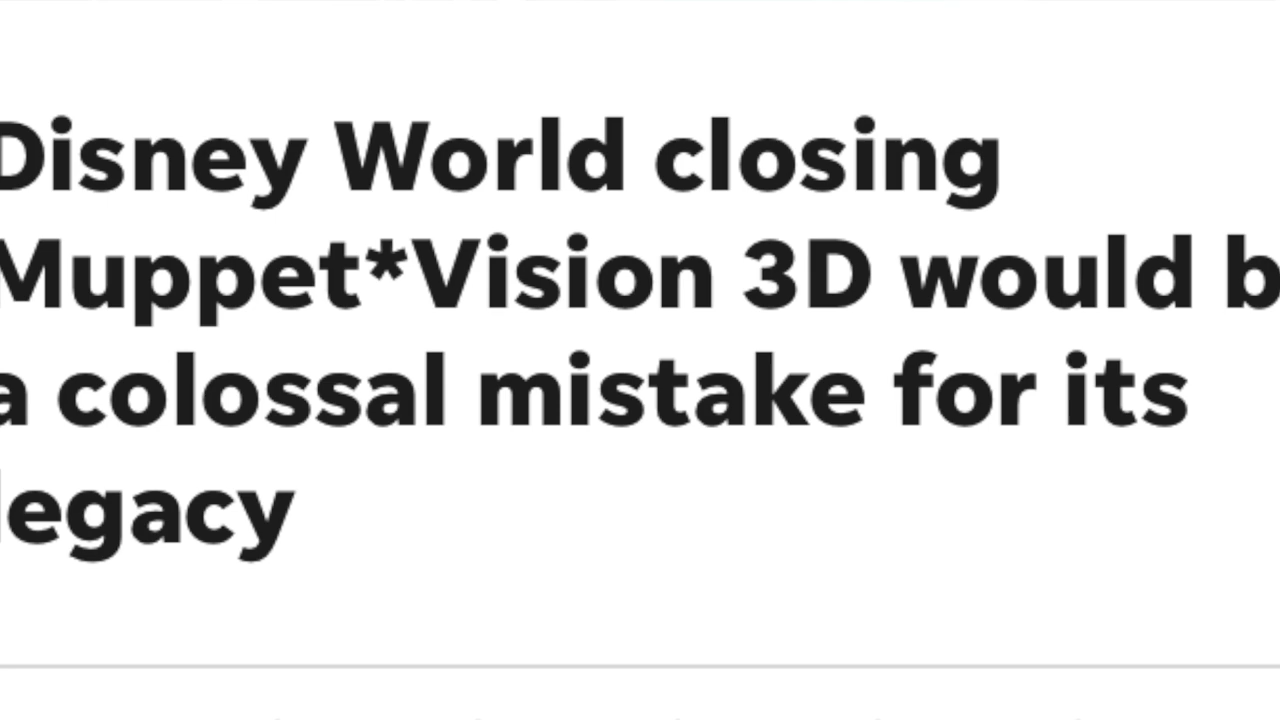 Disney World closing
Muppet*Vision 3D would b
a colossal mistake for its
legacy